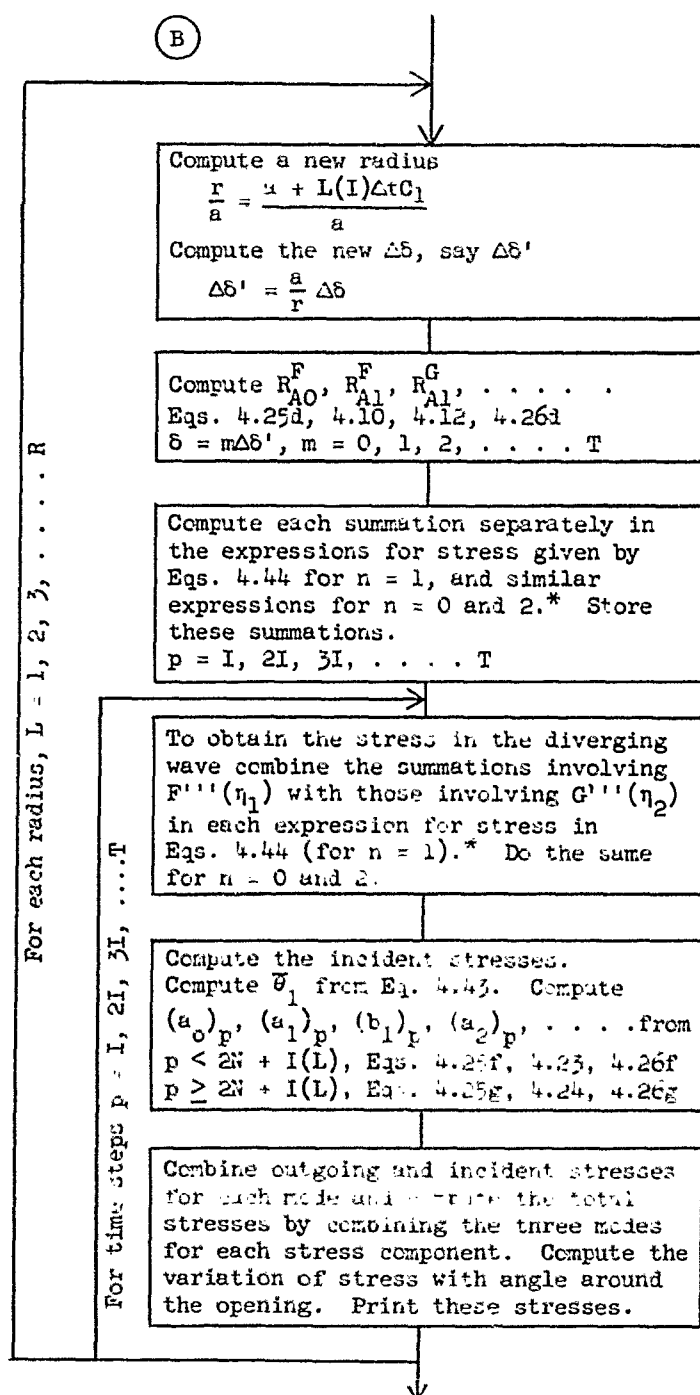 B
Compute a new radius
r/a = (a + L(I)ΔtC₁)/a
Compute the new Δδ, say Δδ'
Δδ' = a/r Δδ
Compute R_{A0}^F, R_{A1}^F, R_{A1}^G, . . . . .
Eqs. 4.25d, 4.10, 4.12, 4.26d
δ = mΔδ', m = 0, 1, 2, . . . . T
Compute each summation separately in
the expressions for stress given by
Eqs. 4.44 for n = 1, and similar
expressions for n = 0 and 2.* Store
these summations.
p = I, 2I, 3I, . . . . T
To obtain the stress in the diverging
wave combine the summations involving
F'''(η₁) with those involving G'''(η₂)
in each expression for stress in
Eqs. 4.44 (for n = 1).* Do the same
for n = 0 and 2.
Compute the incident stresses.
Compute θ̅₁ from Eq. 4.43. Compute
(a₀)ₚ, (a₁)ₚ, (b₁)ₚ, (a₂)ₚ, . . . . from
p < 2N + I(L), Eqs. 4.25f, 4.23, 4.26f
p ≥ 2N + I(L), Eqs. 4.25g, 4.24, 4.26g
Combine outgoing and incident stresses
for each mode and the total
stresses by combining the three modes
for each stress component. Compute the
variation of stress with angle around
the opening. Print these stresses.
For each radius, L = 1, 2, 3, . . . . . R
For time steps p = I, 2I, 3I, ....T